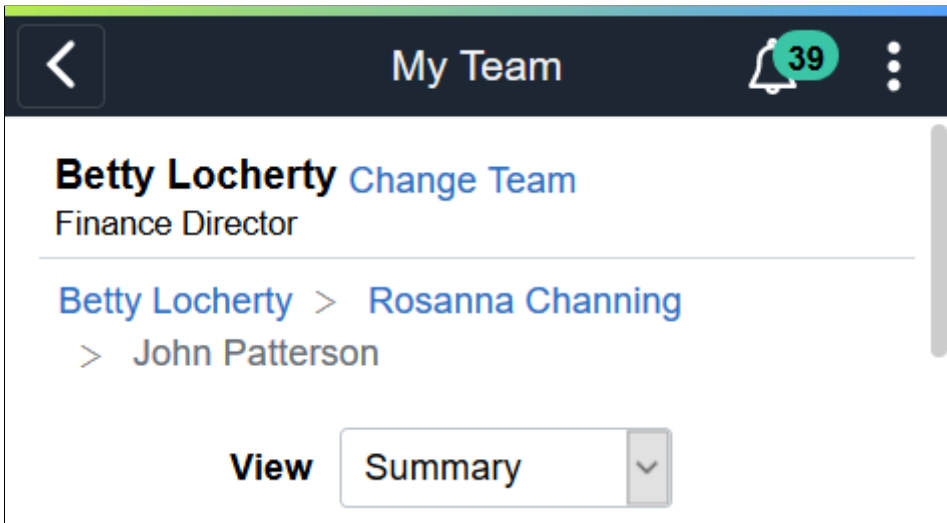 My Team
39
Betty Locherty Change Team
Finance Director
Betty Locherty > Rosanna Channing
> John Patterson
View Summary